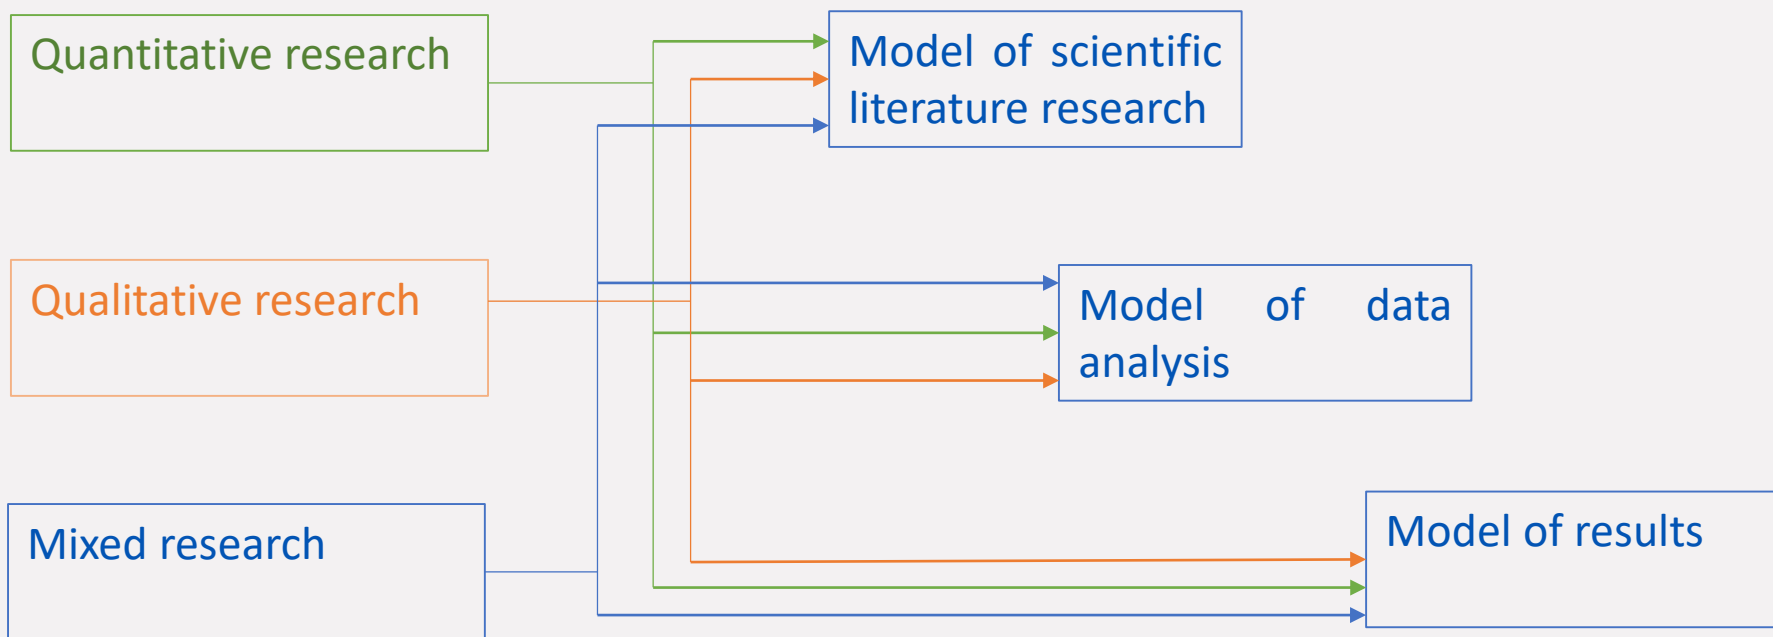 Quantitative research
Model of scientific
literature research
Qualitative research
Model of data
analysis
Mixed research
Model of results